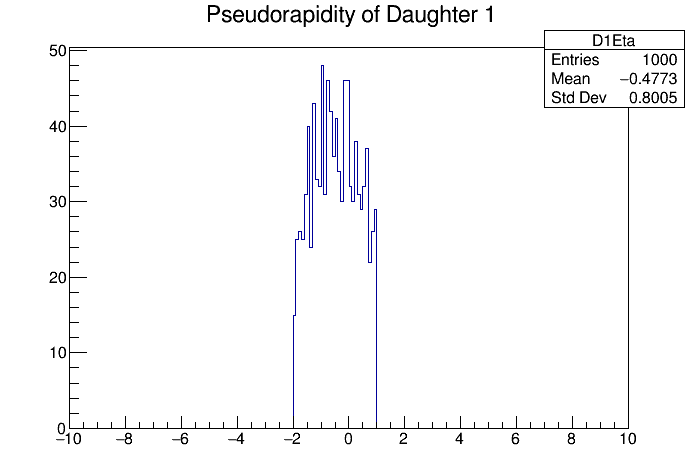 Pseudorapidity of Daughter 1
D1Eta
Entries 1000
Mean −0.4773
Std Dev 0.8005
50
40
30
20
10
0
−10 −8 −6 −4 −2 0 2 4 6 8 10